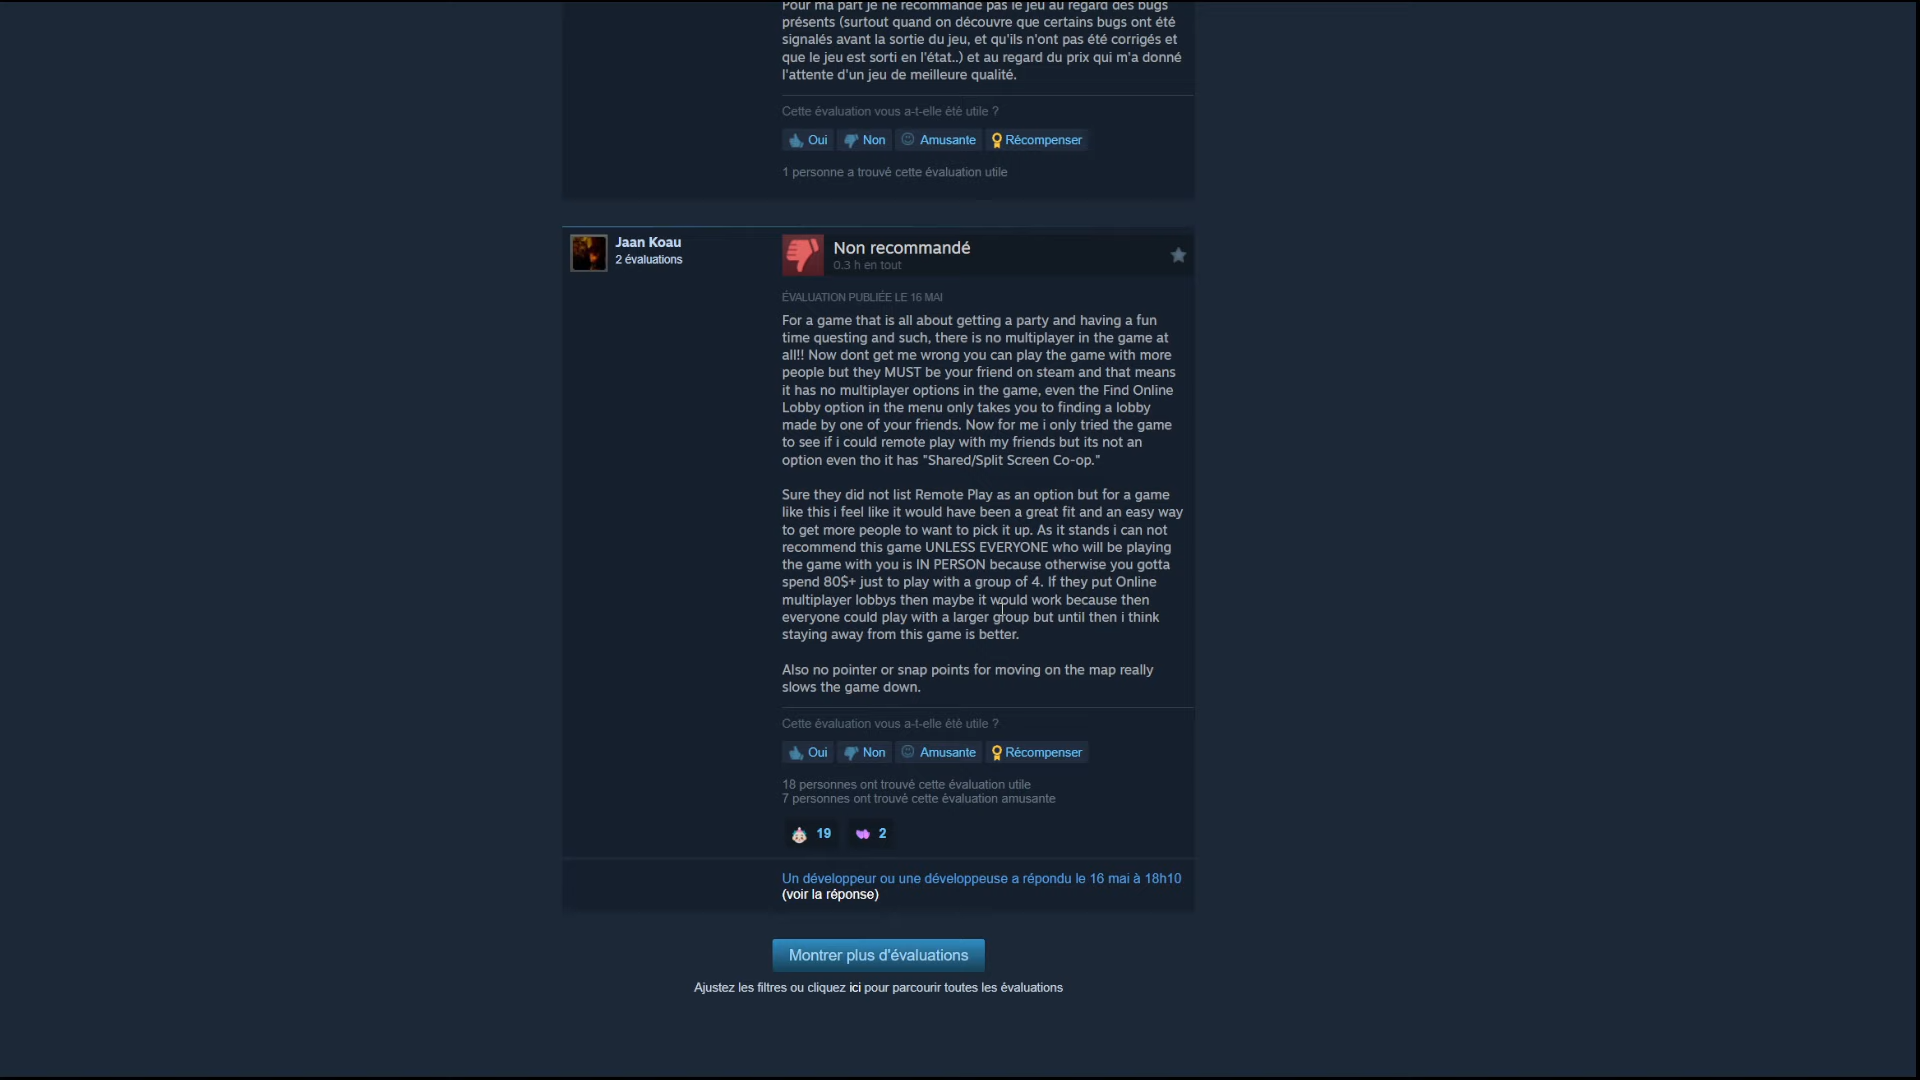 Pour ma part je ne recommande pas le jeu au regard des bugs
présents (surtout quand on découvre que certains bugs ont été
signalés avant la sortie du jeu, et qu'ils n'ont pas été corrigés et
que le jeu est sorti en l'état..) et au regard du prix qui m'a donné
l'attente d'un jeu de meilleure qualité.
Cette évaluation vous a-t-elle été utile ?
Oui Non Amusante Récompenser
1 personne a trouvé cette évaluation utile
Jaan Koau
2 évaluations
Non recommandé
0.3 h en tout
ÉVALUATION PUBLIÉE LE 16 MAI
For a game that is all about getting a party and having a fun
time questing and such, there is no multiplayer in the game at
all!! Now dont get me wrong you can play the game with more
people but they MUST be your friend on steam and that means
it has no multiplayer options in the game, even the Find Online
Lobby option in the menu only takes you to finding a lobby
made by one of your friends. Now for me i only tried the game
to see if i could remote play with my friends but its not an
option even tho it has "Shared/Split Screen Co-op."
Sure they did not list Remote Play as an option but for a game
like this i feel like it would have been a great fit and an easy way
to get more people to want to pick it up. As it stands i can not
recommend this game UNLESS EVERYONE who will be playing
the game with you is IN PERSON because otherwise you gotta
spend 80$+ just to play with a group of 4. If they put Online
multiplayer lobbys then maybe it would work because then
everyone could play with a larger group but until then i think
staying away from this game is better.
Also no pointer or snap points for moving on the map really
slows the game down.
Cette évaluation vous a-t-elle été utile ?
Oui Non Amusante Récompenser
18 personnes ont trouvé cette évaluation utile
7 personnes ont trouvé cette évaluation amusante
19 2
Un développeur ou une développeuse a répondu le 16 mai à 18h10
(voir la réponse)
Montrer plus d'évaluations
Ajustez les filtres ou cliquez ici pour parcourir toutes les évaluations